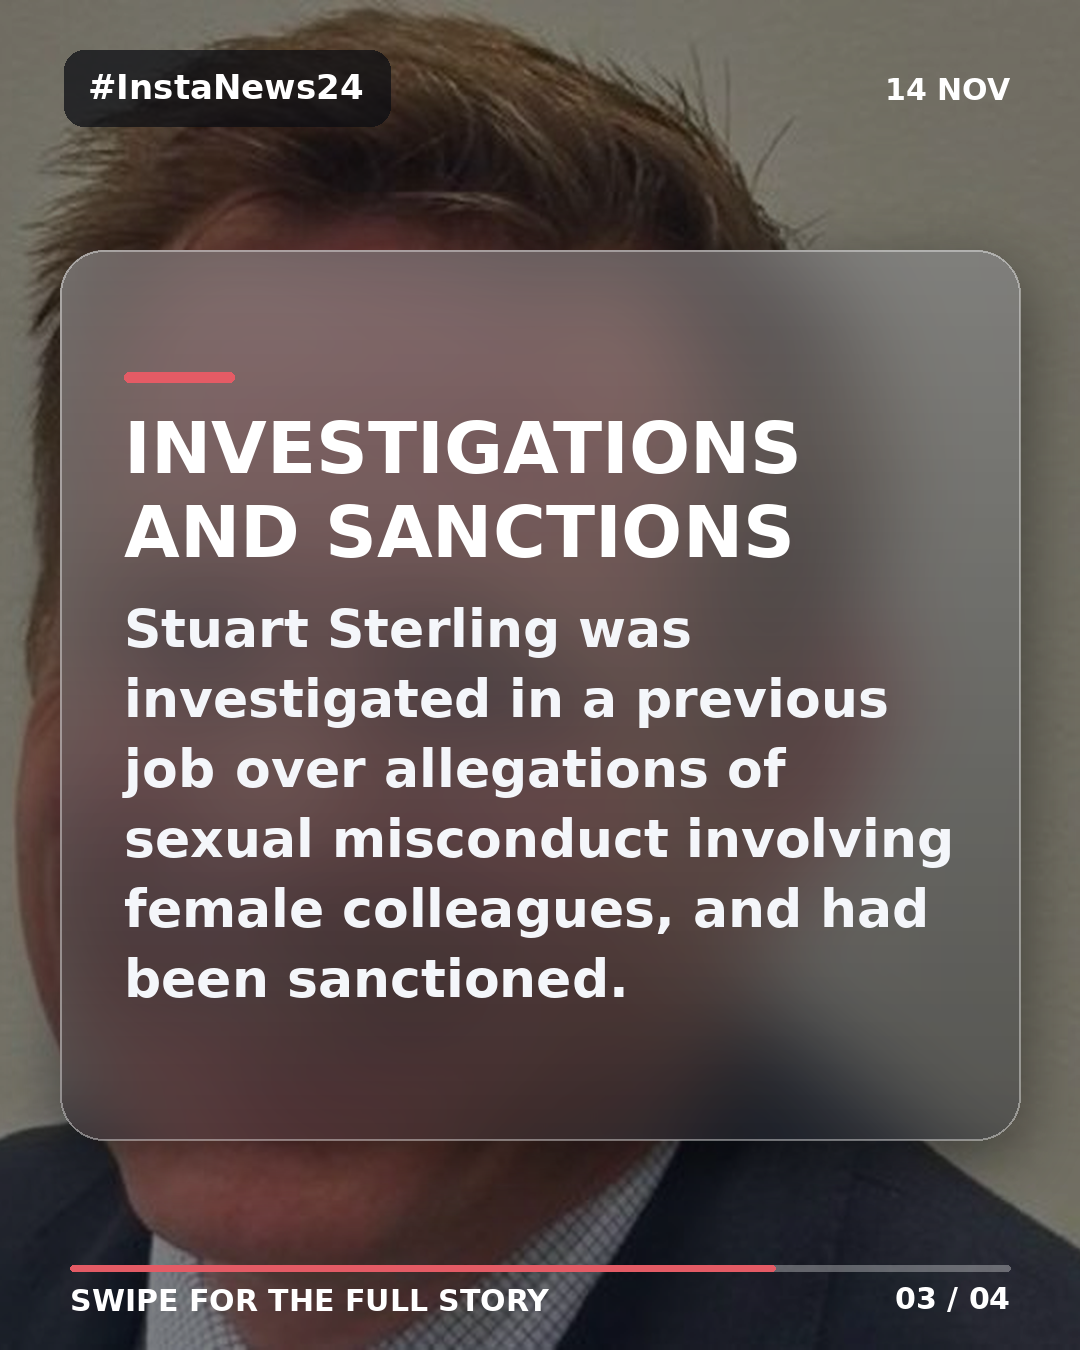 #InstaNews24
14 NOV
INVESTIGATIONS
AND SANCTIONS
Stuart Sterling was
investigated in a previous
job over allegations of
sexual misconduct involving
female colleagues, and had
been sanctioned.
SWIPE FOR THE FULL STORY
03 / 04